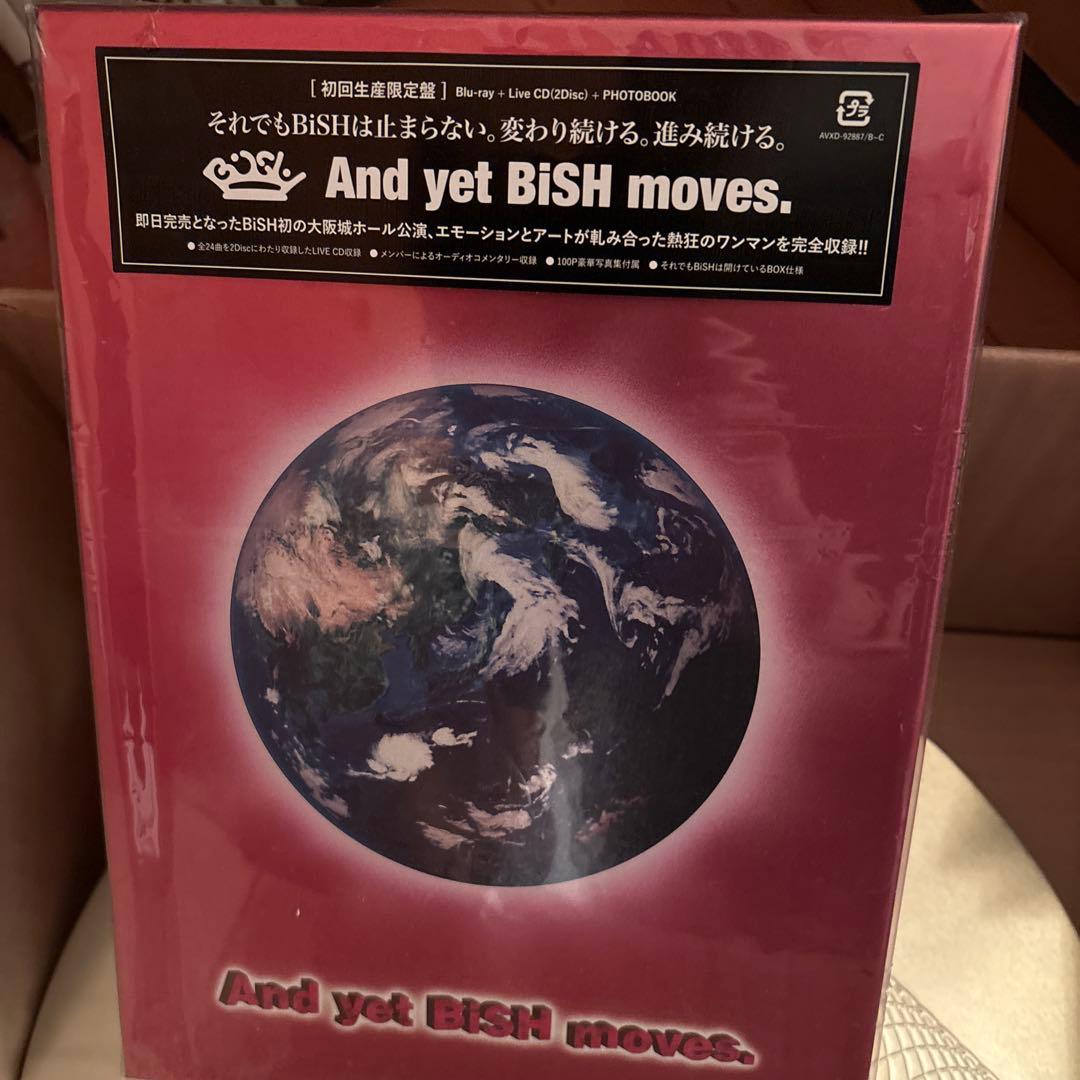 [ 初回生産限定盤 ] Blu-ray + Live CD(2Disc) + PHOTOBOOK
プラ
AVXD-92887/B~C
それでもBiSHは止まらない。変わり続ける。進み続ける。
BiSH
And yet BiSH moves.
即日完売となったBiSH初の大阪城ホール公演、エモーションとアートが軋み合った熱狂のワンマンを完全収録!!
● 全24曲を2Discにわたり収録したLIVE CD収録 ● メンバーによるオーディオコメンタリー収録 ● 100P豪華写真集付属 ● それでもBiSHは開けているBOX仕様
And yet BiSH moves.